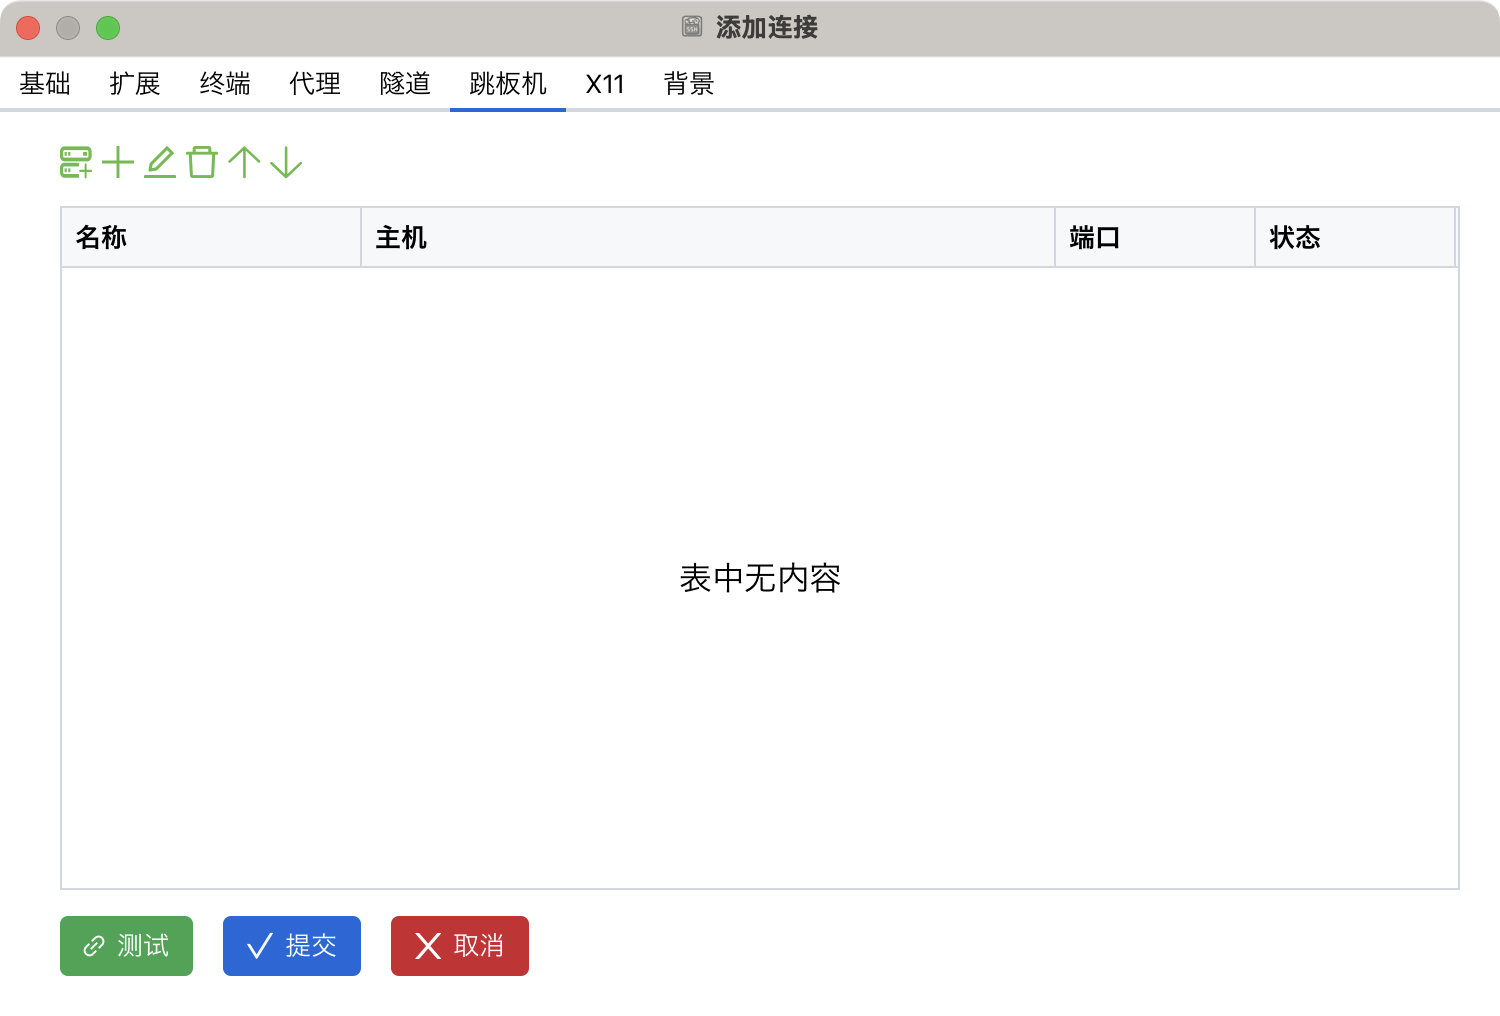 添加连接
基础 扩展 终端 代理 隧道 跳板机 X11 背景
名称 主机 端口 状态
表中无内容
测试 提交 取消